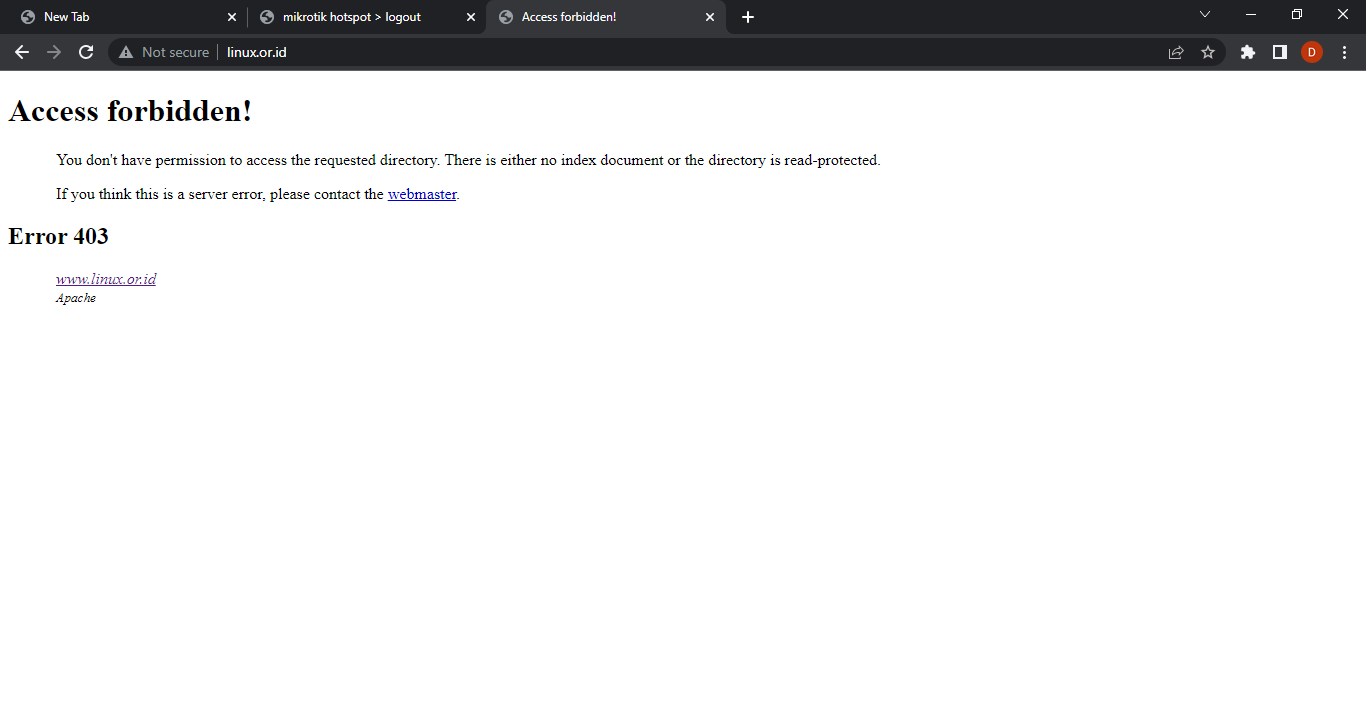 New Tab
mikrotik hotspot > logout
Access forbidden!
Not secure
linux.or.id
D
Access forbidden!
You don't have permission to access the requested directory. There is either no index document or the directory is read-protected.
If you think this is a server error, please contact the webmaster.
Error 403
www.linux.or.id
Apache